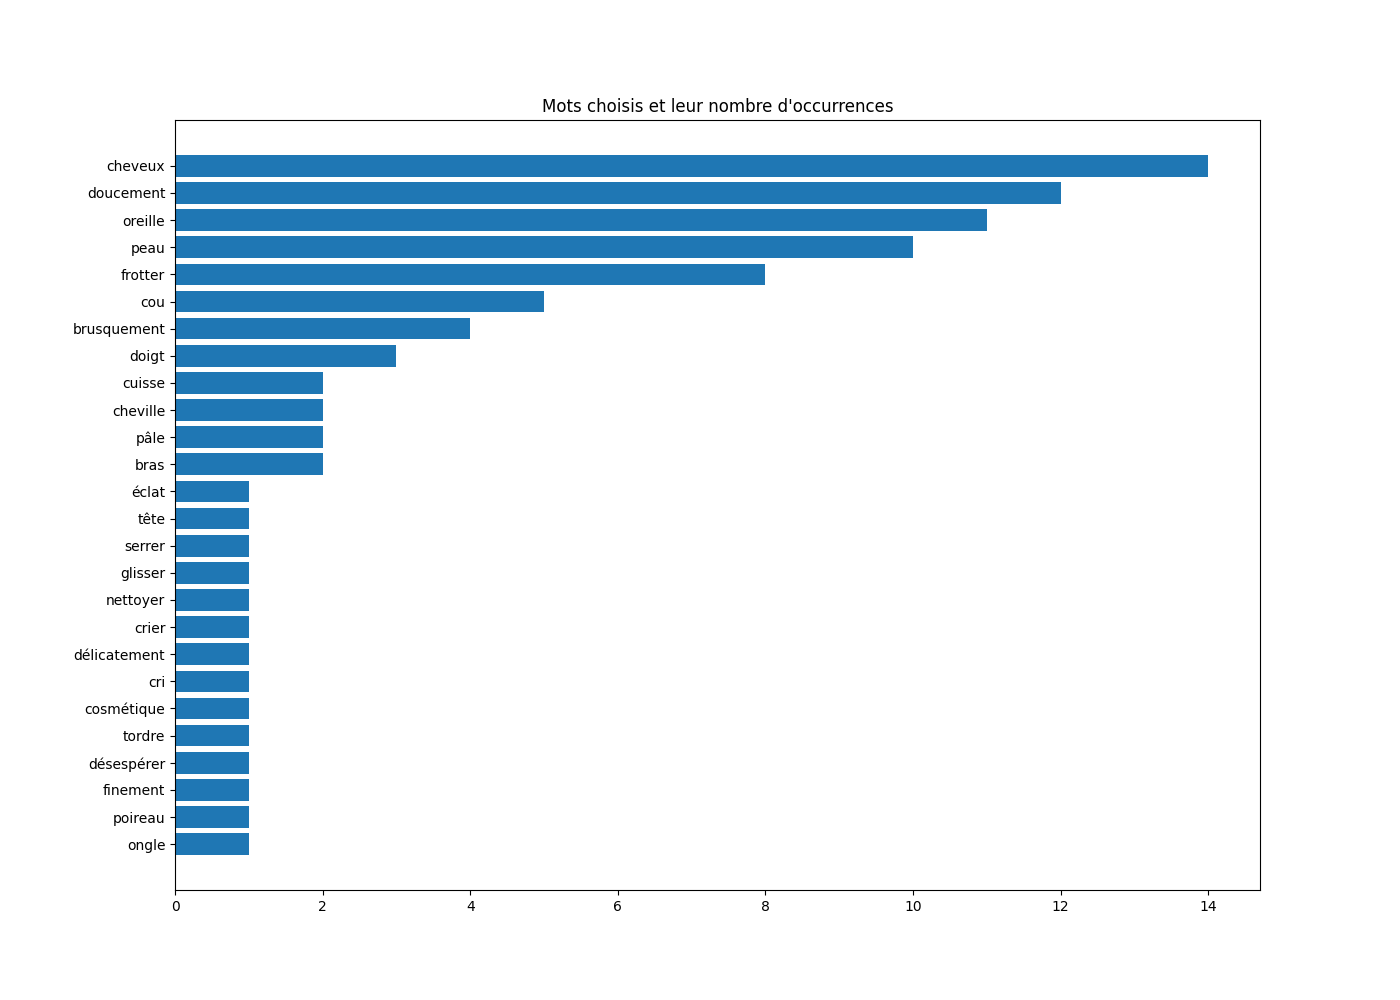 Mots choisis et leur nombre d'occurrences
cheveux
doucement
oreille
peau
frotter
cou
brusquement
doigt
cuisse
cheville
pâle
bras
éclat
tête
serrer
glisser
nettoyer
crier
délicatement
cri
cosmétique
tordre
désespérer
finement
poireau
ongle
0 2 4 6 8 10 12 14